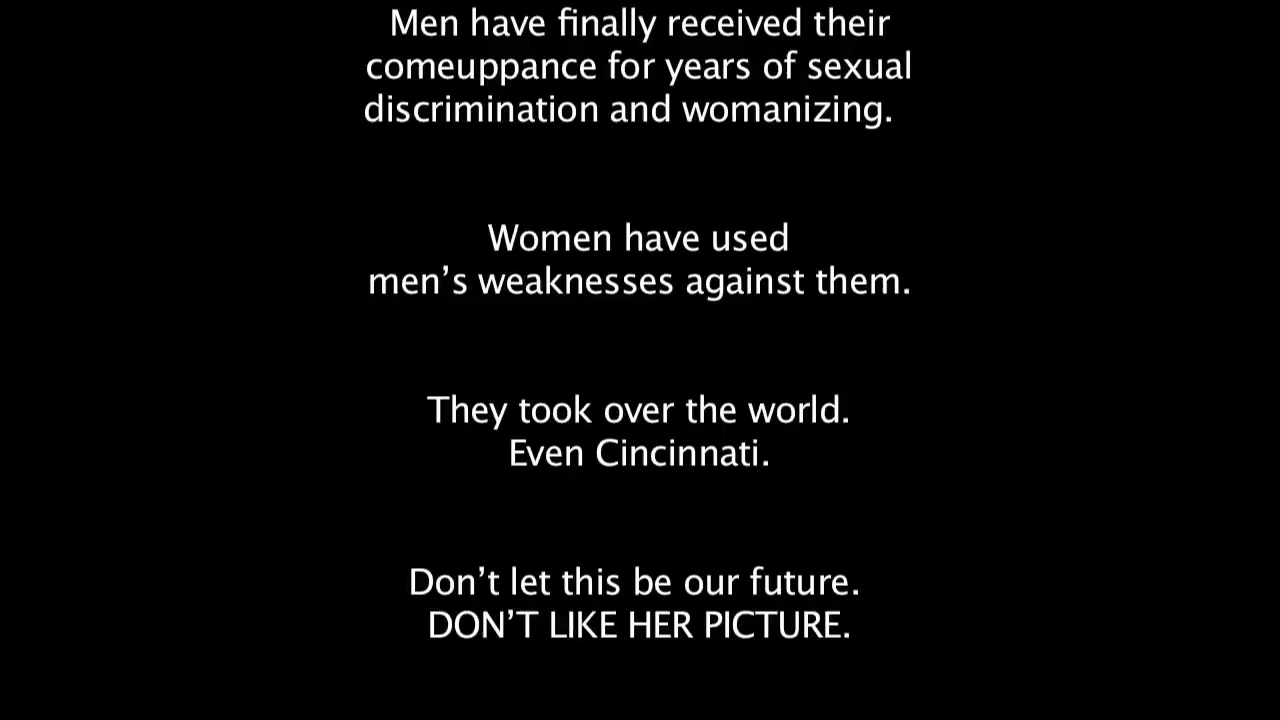 Men have finally received their
comeuppance for years of sexual
discrimination and womanizing.
Women have used
men’s weaknesses against them.
They took over the world.
Even Cincinnati.
Don’t let this be our future.
DON’T LIKE HER PICTURE.